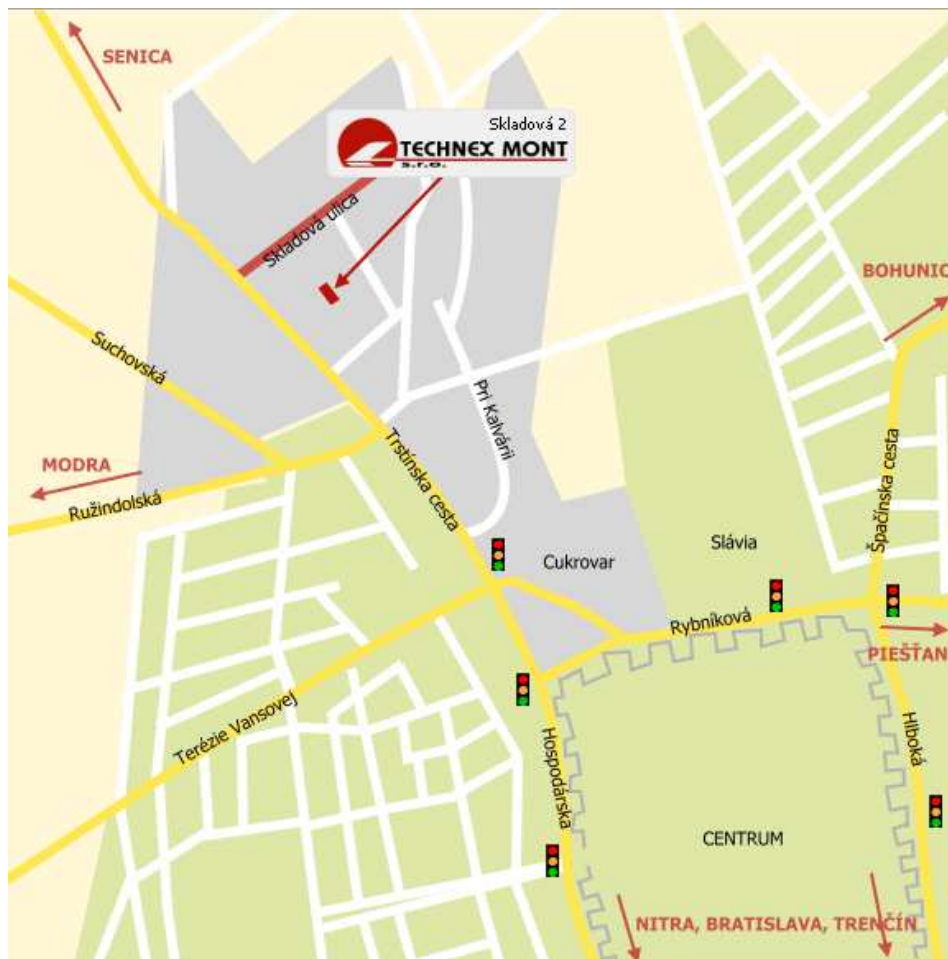 SENICA
Skladová 2
TECHNEX MONT
s.r.o.
Skladová ulica
BOHUNIC
Suchovská
Pri Kalvárii
Trstínska cesta
MODRA
Ružindolská
Špačínska cesta
Slávia
Cukrovar
Rybníková
PIEŠŤAN
Terézie Vansovej
Hospodárska
Hlboká
CENTRUM
NITRA, BRATISLAVA, TRENČÍN